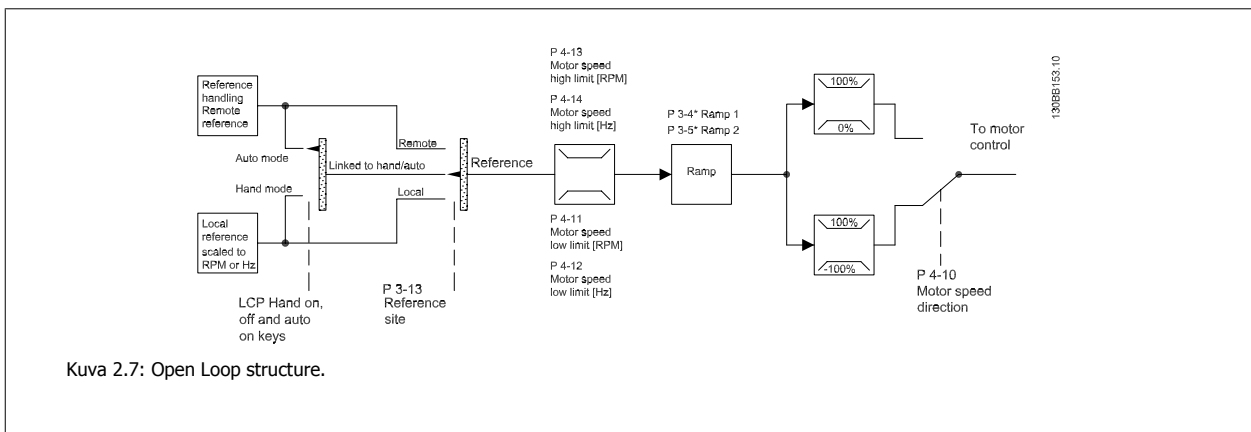 Reference
handling
Remote
reference
Auto mode
Hand mode
Local
reference
scaled to
RPM or Hz
Linked to hand/auto
LCP Hand on,
off and auto
on keys
Remote
Local
P 3-13
Reference
site
Reference
P 4-13
Motor speed
high limit [RPM]
P 4-14
Motor speed
high limit [Hz]
P 4-11
Motor speed
low limit [RPM]
P 4-12
Motor speed
low limit [Hz]
P 3-4* Ramp 1
P 3-5* Ramp 2
Ramp
100%
0%
100%
-100%
To motor
control
P 4-10
Motor speed
direction
130BB153.10
Kuva 2.7: Open Loop structure.